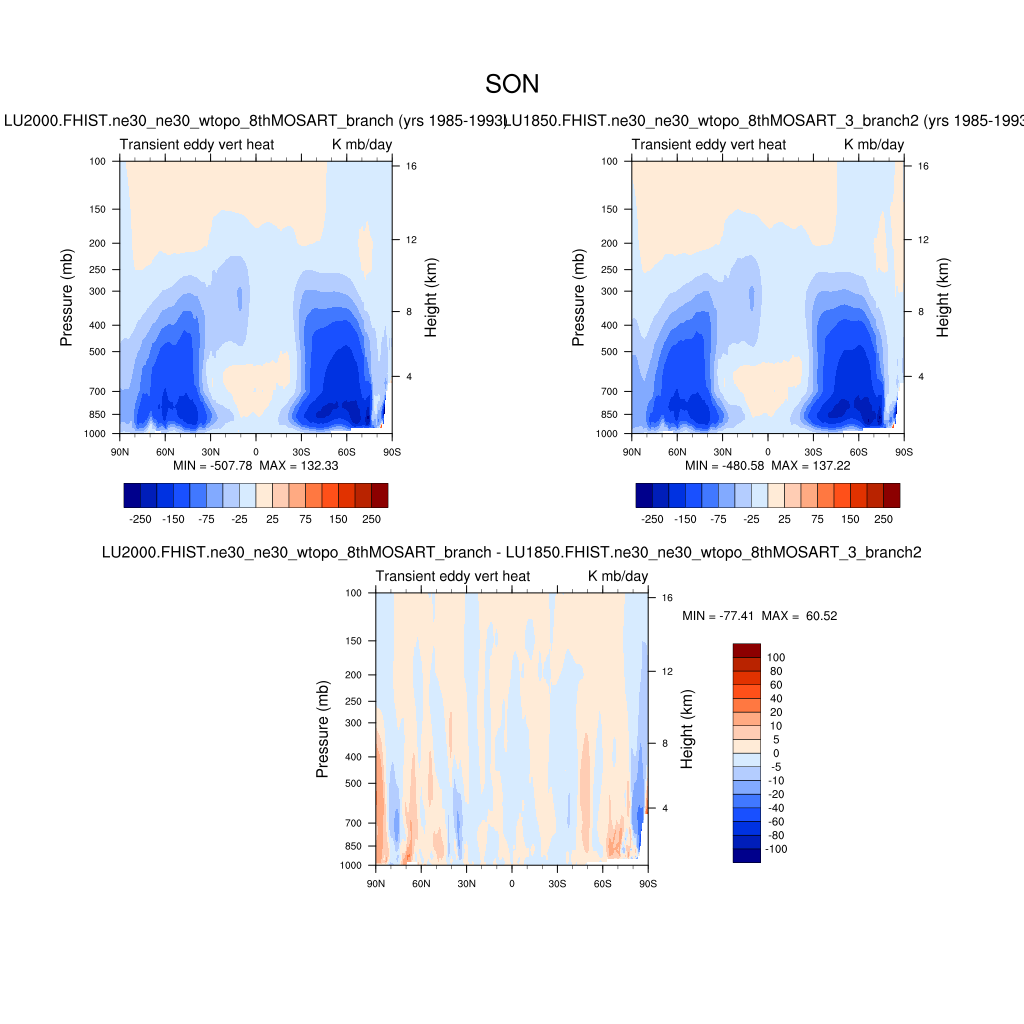 SON
LU2000.FHIST.ne30_ne30_wtopo_8thMOSART_branch (yrs 1985-1993)
LU1850.FHIST.ne30_ne30_wtopo_8thMOSART_3_branch2 (yrs 1985-1993
Transient eddy vert heat K mb/day
100
150
200
250
300
400
500
700
850
1000
Pressure (mb)
16
12
8
4
Height (km)
90N 60N 30N 0 30S 60S 90S
MIN = -507.78 MAX = 132.33
-250 -150 -75 -25 25 75 150 250
Transient eddy vert heat K mb/day
100
150
200
250
300
400
500
700
850
1000
Pressure (mb)
16
12
8
4
Height (km)
90N 60N 30N 0 30S 60S 90S
MIN = -480.58 MAX = 137.22
-250 -150 -75 -25 25 75 150 250
LU2000.FHIST.ne30_ne30_wtopo_8thMOSART_branch - LU1850.FHIST.ne30_ne30_wtopo_8thMOSART_3_branch2
Transient eddy vert heat K mb/day
100
150
200
250
300
400
500
700
850
1000
Pressure (mb)
16
12
8
4
Height (km)
90N 60N 30N 0 30S 60S 90S
MIN = -77.41 MAX = 60.52
100
80
60
40
20
10
5
0
-5
-10
-20
-40
-60
-80
-100